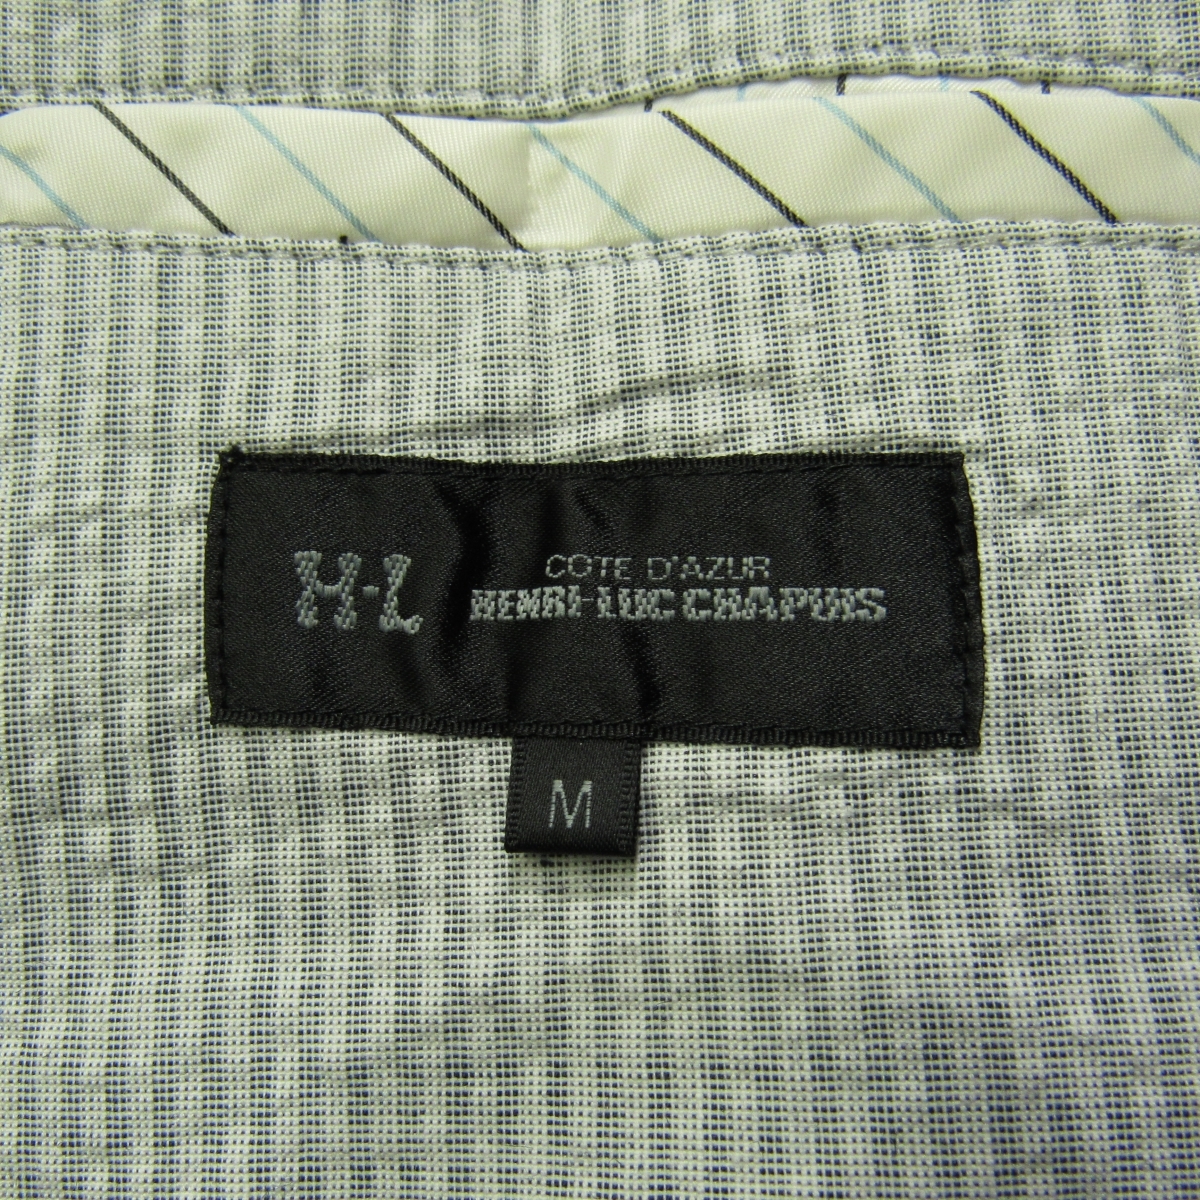 H-L
COTE D'AZUR
HENRI-LUC CHAPUIS
M